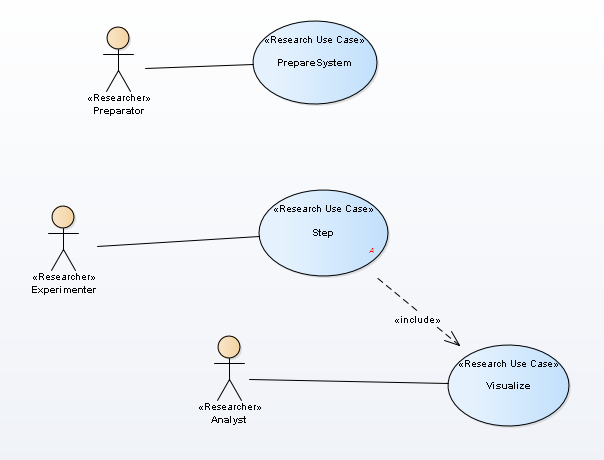 «Research Use Case»
PrepareSystem
«Researcher»
Preparator
«Research Use Case»
Step
A
«Researcher»
Experimenter
«include»
«Research Use Case»
Visualize
«Researcher»
Analyst